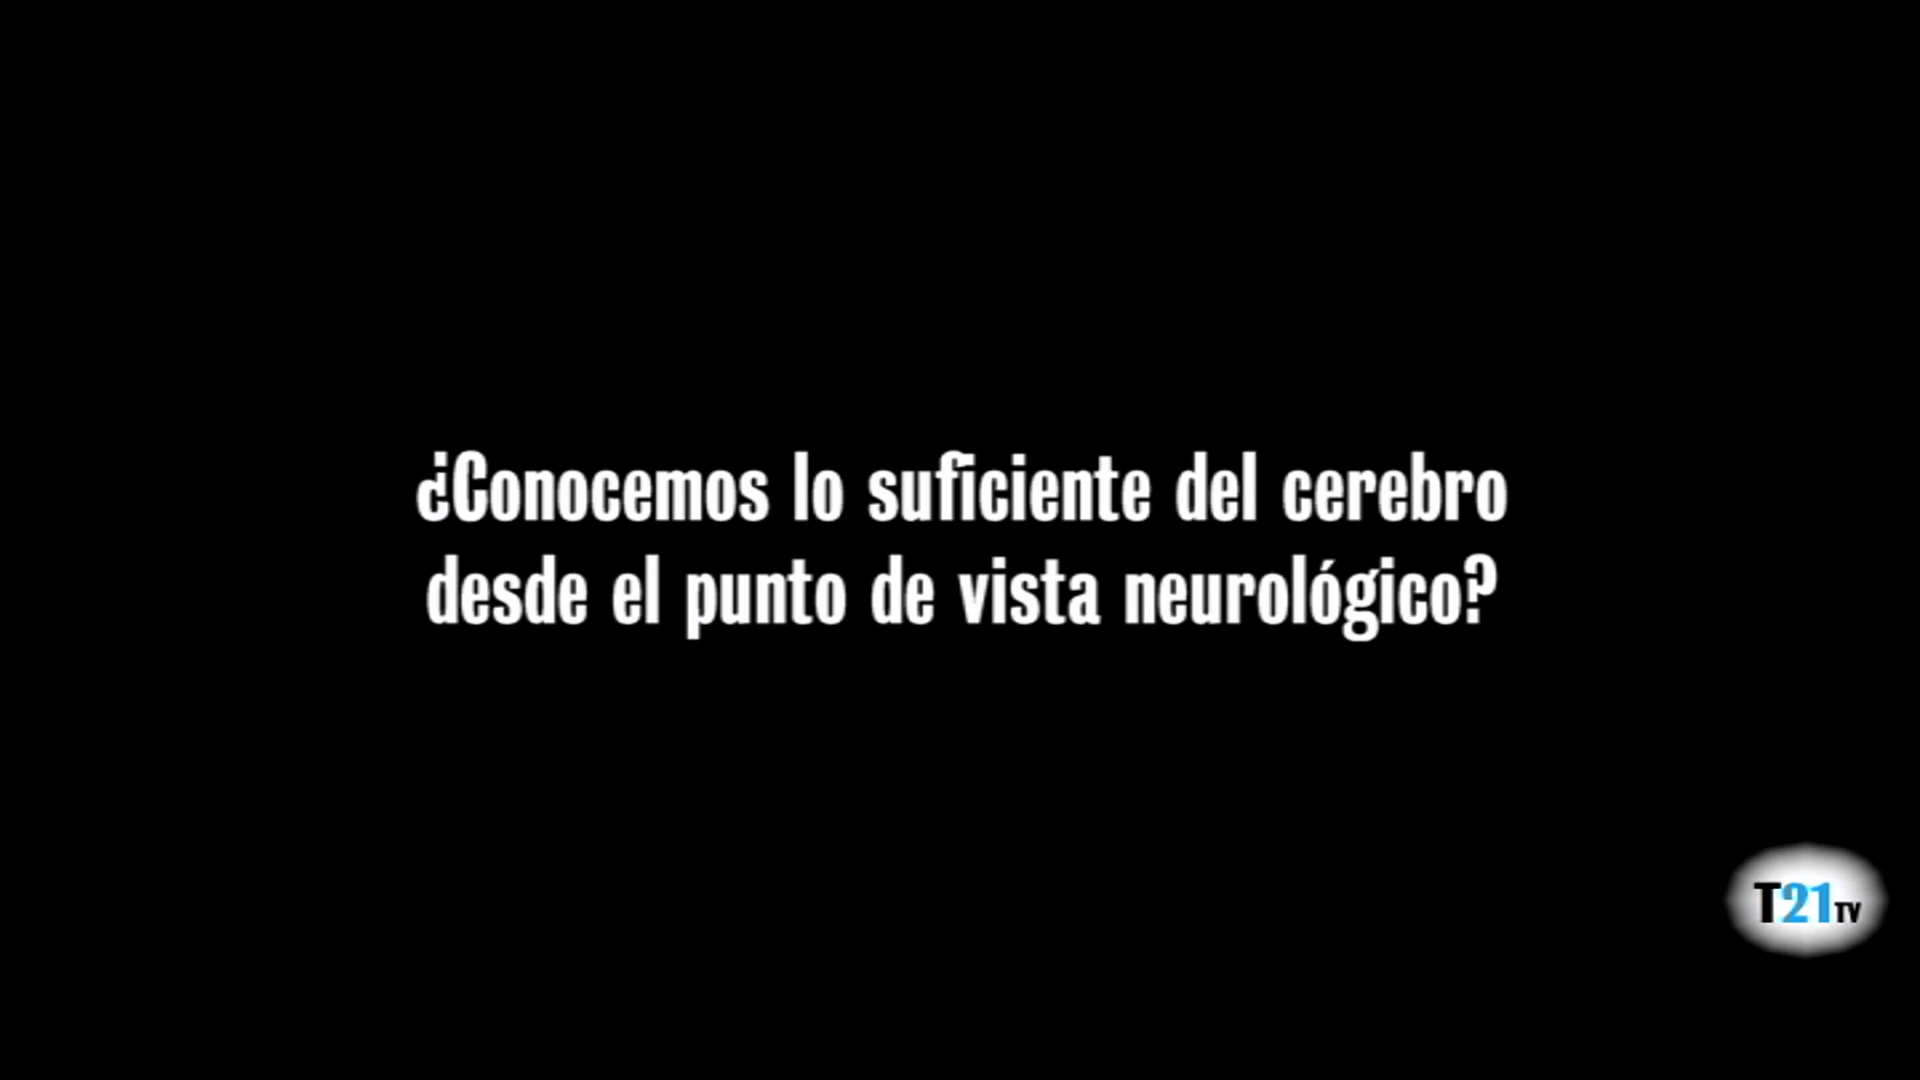 ¿Conocemos lo suficiente del cerebro
desde el punto de vista neurológico?
T21TV